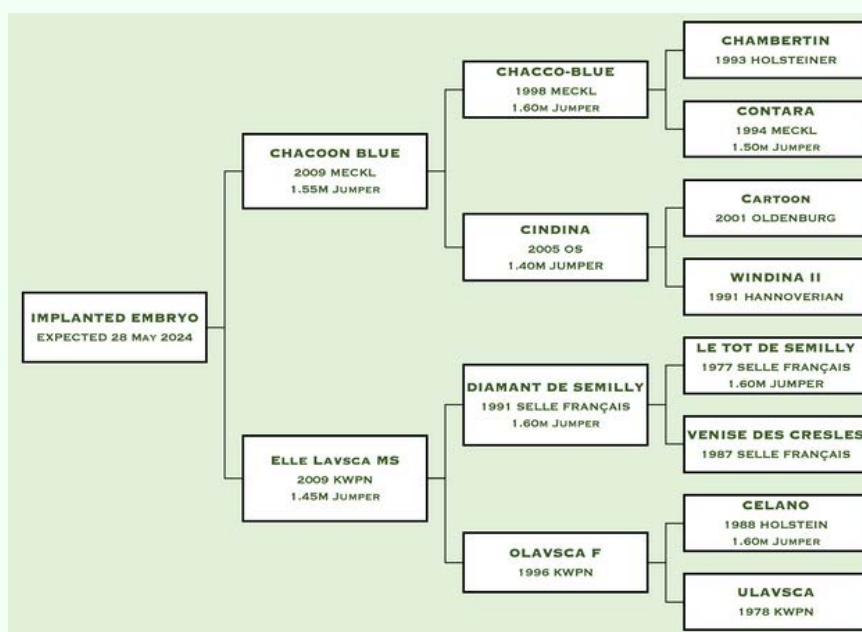 CHAMBERTIN
1993 HOLSTEINER
CHACCO-BLUE
1998 MECKL
1.60M JUMPER
CONTARA
1994 MECKL
1.50M JUMPER
CHACOON BLUE
2009 MECKL
1.55M JUMPER
CARTOON
2001 OLDENBURG
CINDINA
2005 OS
1.40M JUMPER
WINDINA II
1991 HANNOVERIAN
IMPLANTED EMBRYO
EXPECTED 28 MAY 2024
LE TOT DE SEMILLY
1977 SELLE FRANÇAIS
1.60M JUMPER
DIAMANT DE SEMILLY
1991 SELLE FRANÇAIS
1.60M JUMPER
VENISE DES CRESLES
1987 SELLE FRANÇAIS
ELLE LAVSCA MS
2009 KWPN
1.45M JUMPER
CELANO
1988 HOLSTEIN
1.60M JUMPER
OLAVSCA F
1996 KWPN
ULAVSCA
1978 KWPN